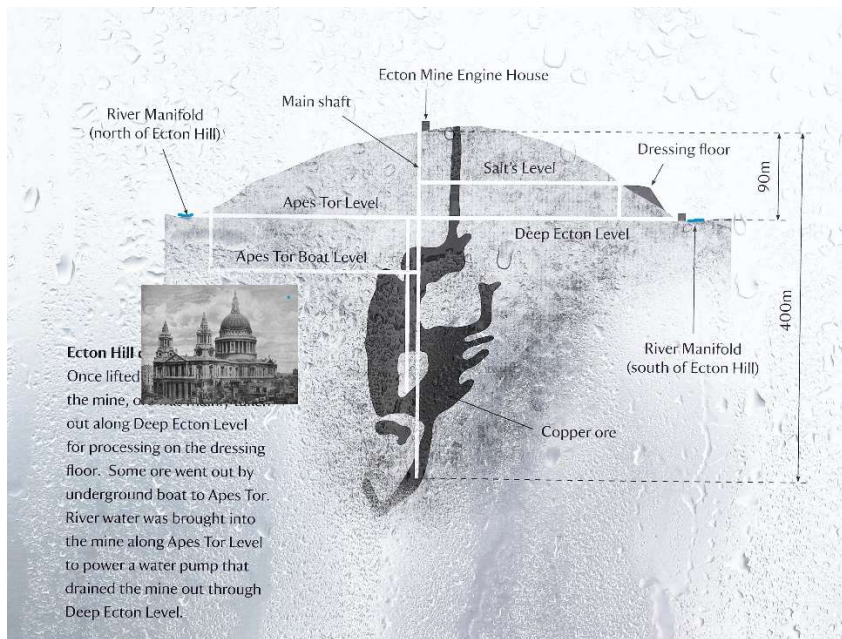 Ecton Mine Engine House
Main shaft
River Manifold
(north of Ecton Hill)
Dressing floor
Salt's Level
90m
Apes Tor Level
Deep Ecton Level
Apes Tor Boat Level
400m
River Manifold
(south of Ecton Hill)
Copper ore
Ecton Hill
Once lifted
the mine,
out along Deep Ecton Level
for processing on the dressing
floor. Some ore went out by
underground boat to Apes Tor.
River water was brought into
the mine along Apes Tor Level
to power a water pump that
drained the mine out through
Deep Ecton Level.